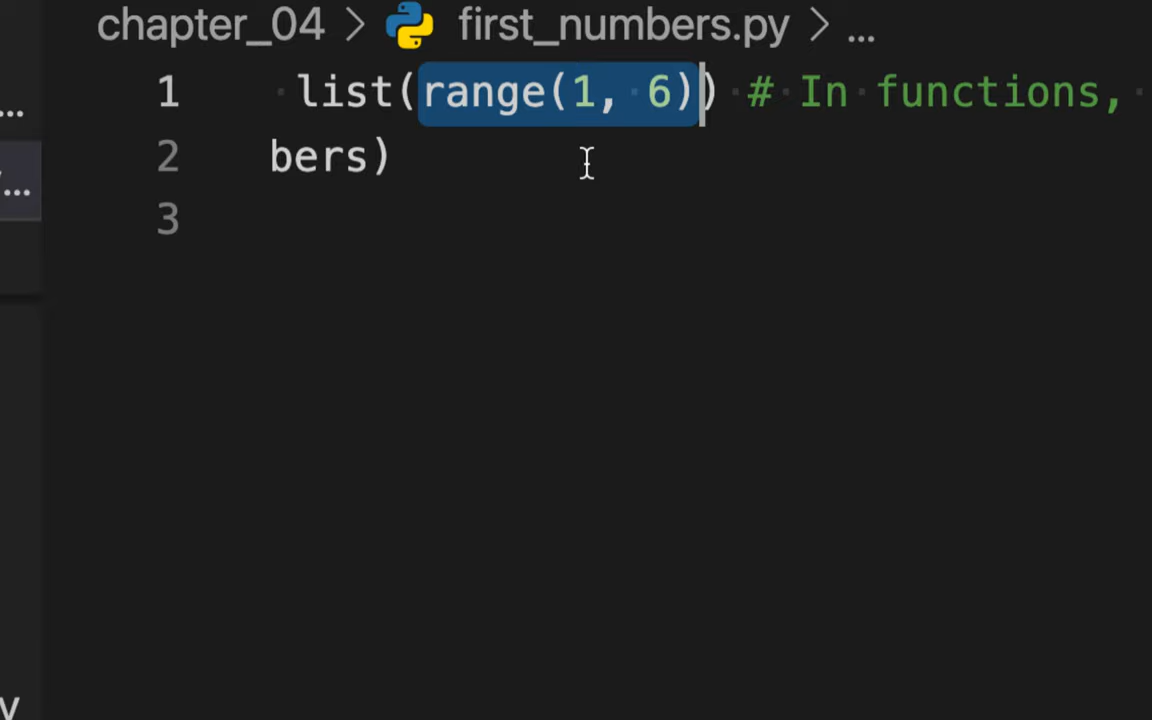 chapter_04 > first_numbers.py > ...
...
1 list(range(1, 6)) # In functions,
2 bers)
...
3
y